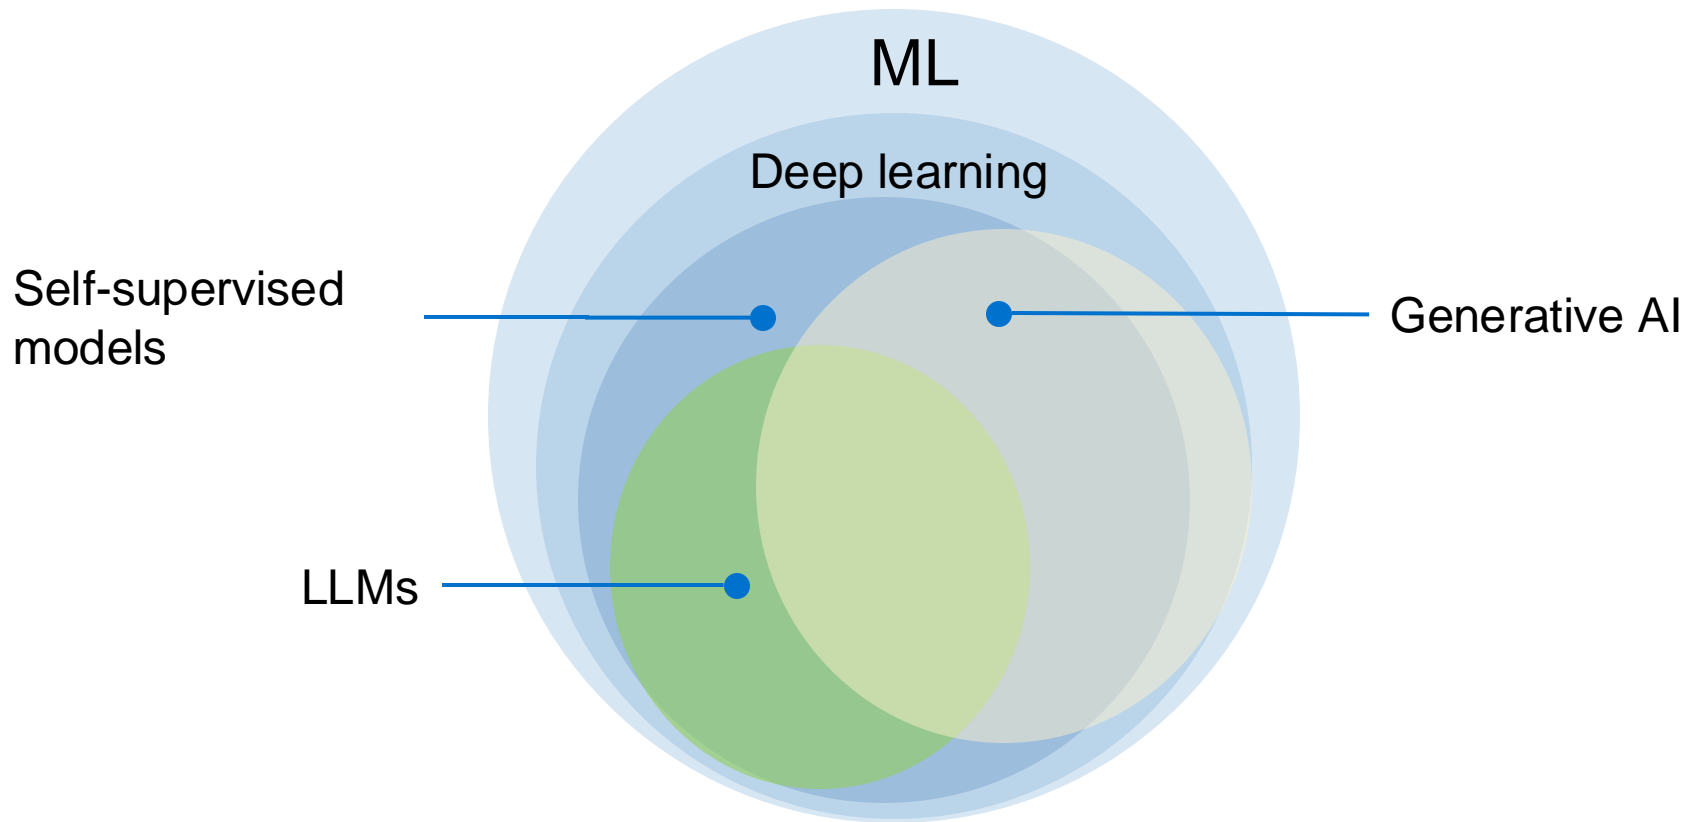 ML
Deep learning
Self-supervised
models
Generative AI
LLMs